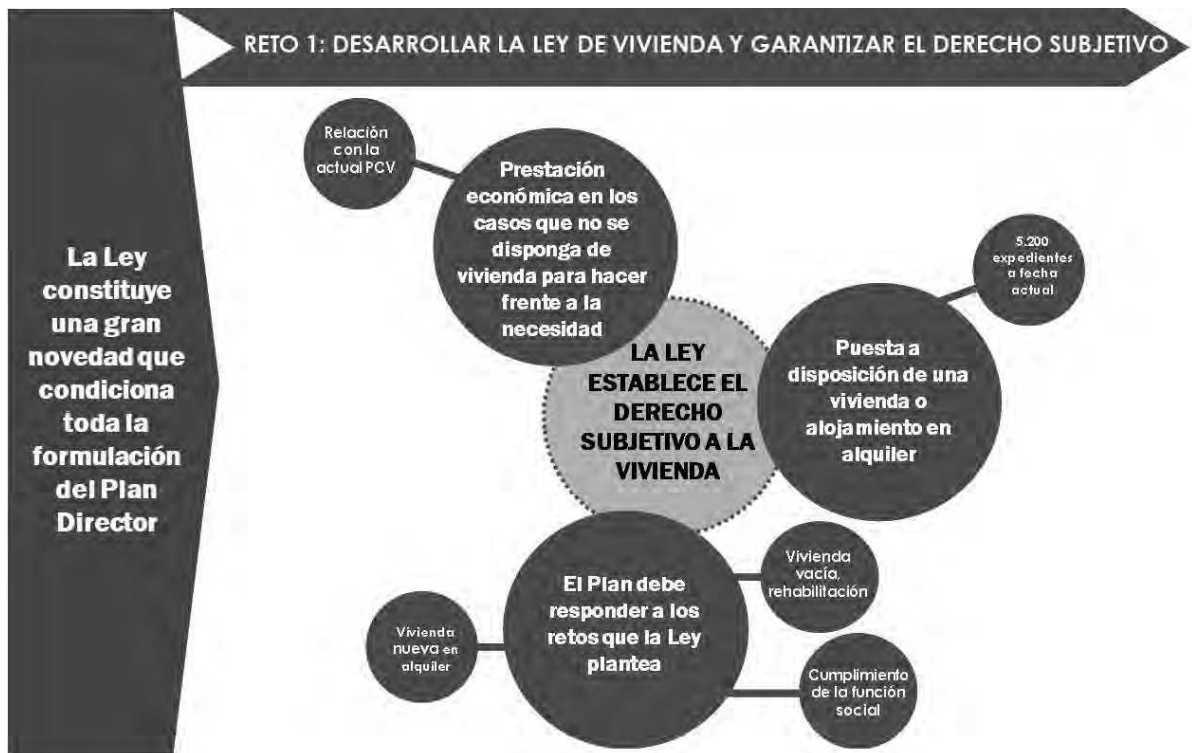 RETO 1: DESARROLLAR LA LEY DE VIVIENDA Y GARANTIZAR EL DERECHO SUBJETIVO
La Ley
constituye
una gran
novedad que
condiciona
toda la
formulación
del Plan
Director
Relación
con la
actual PCV
Prestación
económica en los
casos que no se
disponga de
vivienda para hacer
frente a la
necesidad
5.200
expedientes
a fecha
actual
Puesta a
disposición de una
vivienda o
alojamiento en
alquiler
LA LEY
ESTABLECE EL
DERECHO
SUBJETIVO A LA
VIVIENDA
El Plan debe
responder a los
retos que la Ley
plantea
Vivienda
vacía,
rehabilitación
Vivienda
nueva en
alquiler
Cumplimiento
de la función
social